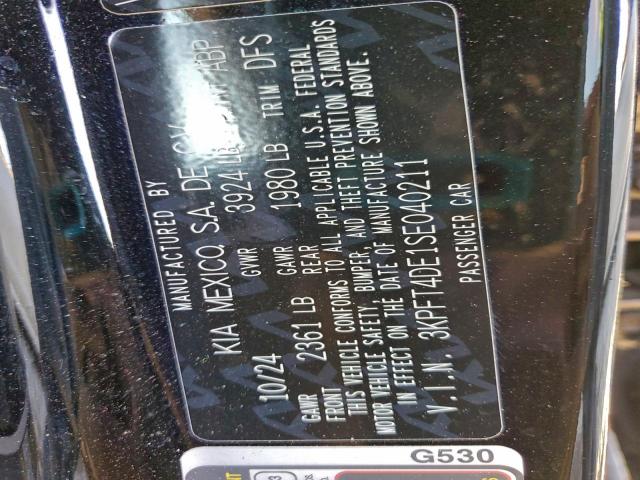 MANUFACTURED BY
KIA MEXICO, S.A. DE C.V.
10/24 GVWR 3924 LB ABP
GAWR FRONT 2361 LB GAWR REAR 1980 LB TRIM DFS
THIS VEHICLE CONFORMS TO ALL APPLICABLE U.S.A. FEDERAL
MOTOR VEHICLE SAFETY, BUMPER AND THEFT PREVENTION STANDARDS
IN EFFECT ON THE DATE OF MANUFACTURE SHOWN ABOVE.
V.I.N. 3KPFT4DE1SE040211
PASSENGER CAR
G530